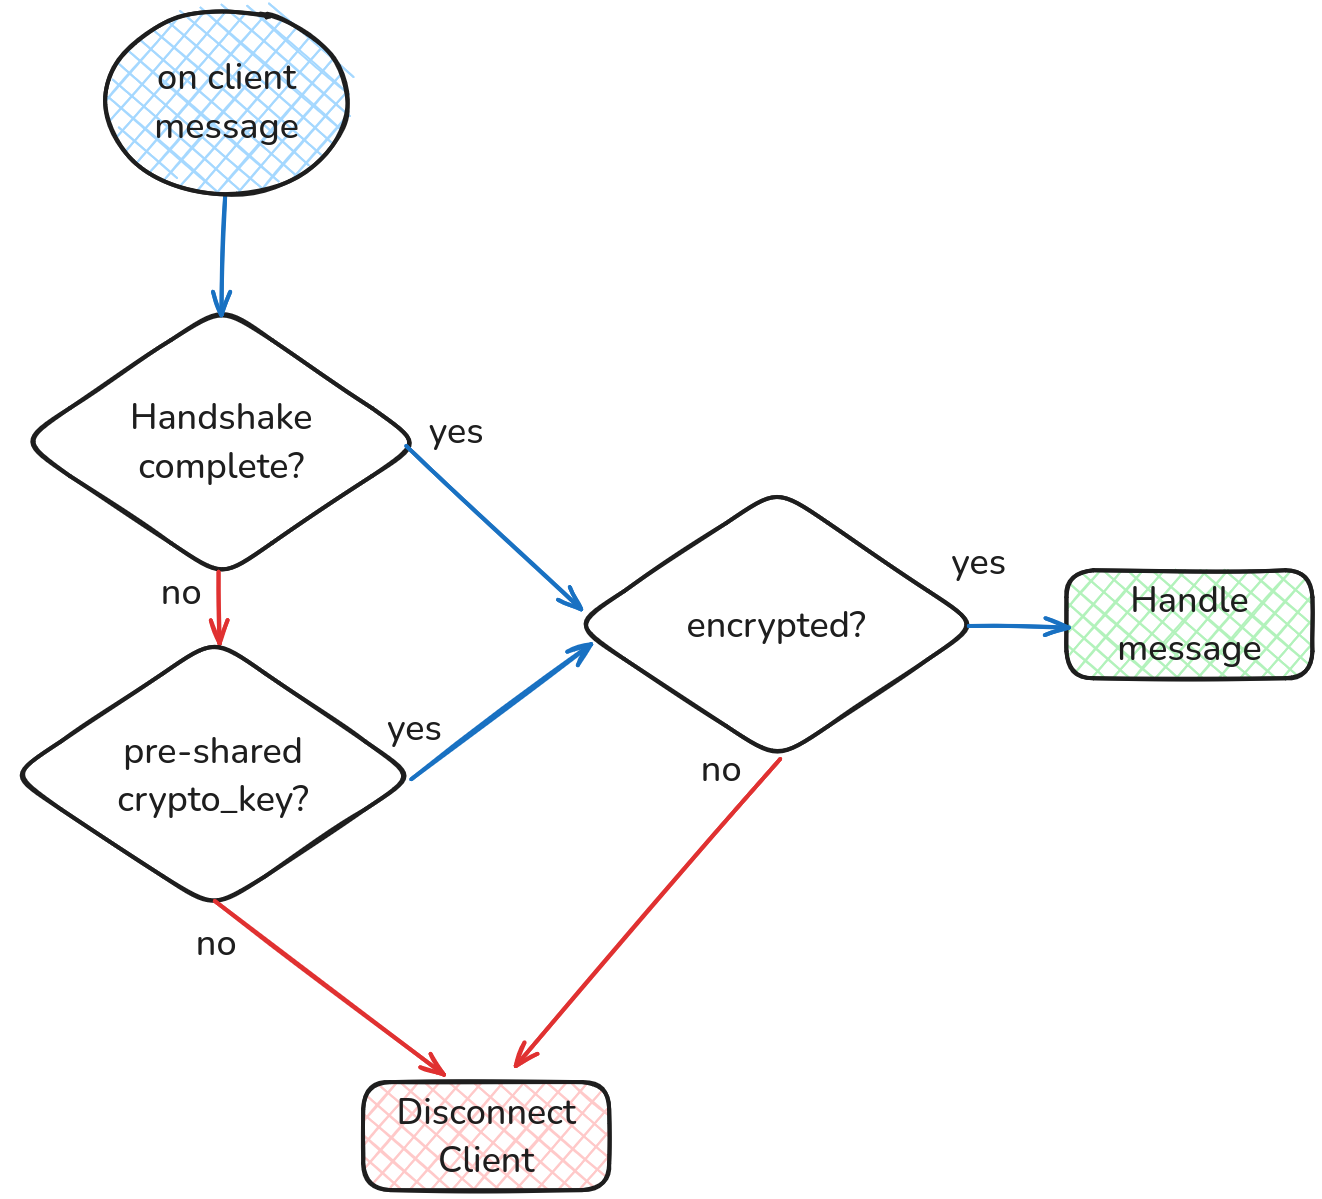 on client
message
Handshake
complete?
yes
no
pre-shared
crypto_key?
yes
no
encrypted?
yes
no
Handle
message
Disconnect
Client